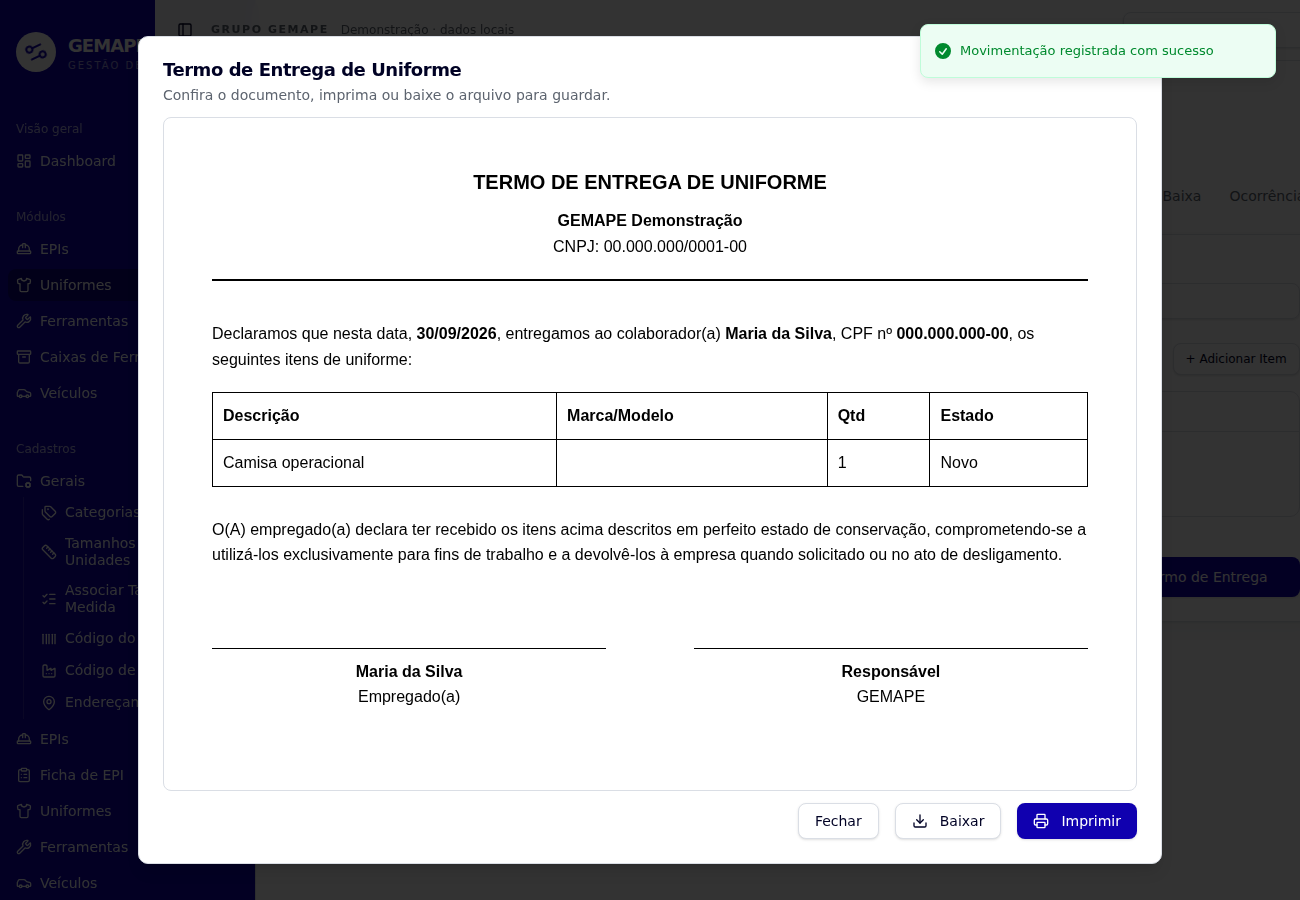 GEMAPE
GESTÃO DE
GRUPO GEMAPE Demonstração · dados locais
Movimentação registrada com sucesso
Termo de Entrega de Uniforme
Confira o documento, imprima ou baixe o arquivo para guardar.
Visão geral
Dashboard
Módulos
EPIs
Uniformes
Ferramentas
Caixas de Ferr
Veículos
Cadastros
Gerais
Categorias
Tamanhos
Unidades
Associar Ta
Medida
Código do
Código de
Endereçan
EPIs
Ficha de EPI
Uniformes
Ferramentas
Veículos
TERMO DE ENTREGA DE UNIFORME
GEMAPE Demonstração
CNPJ: 00.000.000/0001-00
Declaramos que nesta data, 30/09/2026, entregamos ao colaborador(a) Maria da Silva, CPF nº 000.000.000-00, os
seguintes itens de uniforme:
Descrição Marca/Modelo Qtd Estado
Camisa operacional 1 Novo
O(A) empregado(a) declara ter recebido os itens acima descritos em perfeito estado de conservação, comprometendo-se a
utilizá-los exclusivamente para fins de trabalho e a devolvê-los à empresa quando solicitado ou no ato de desligamento.
Maria da Silva
Empregado(a)
Responsável
GEMAPE
Fechar
Baixar
Imprimir
Baixa
Ocorrência
+ Adicionar Item
rmo de Entrega